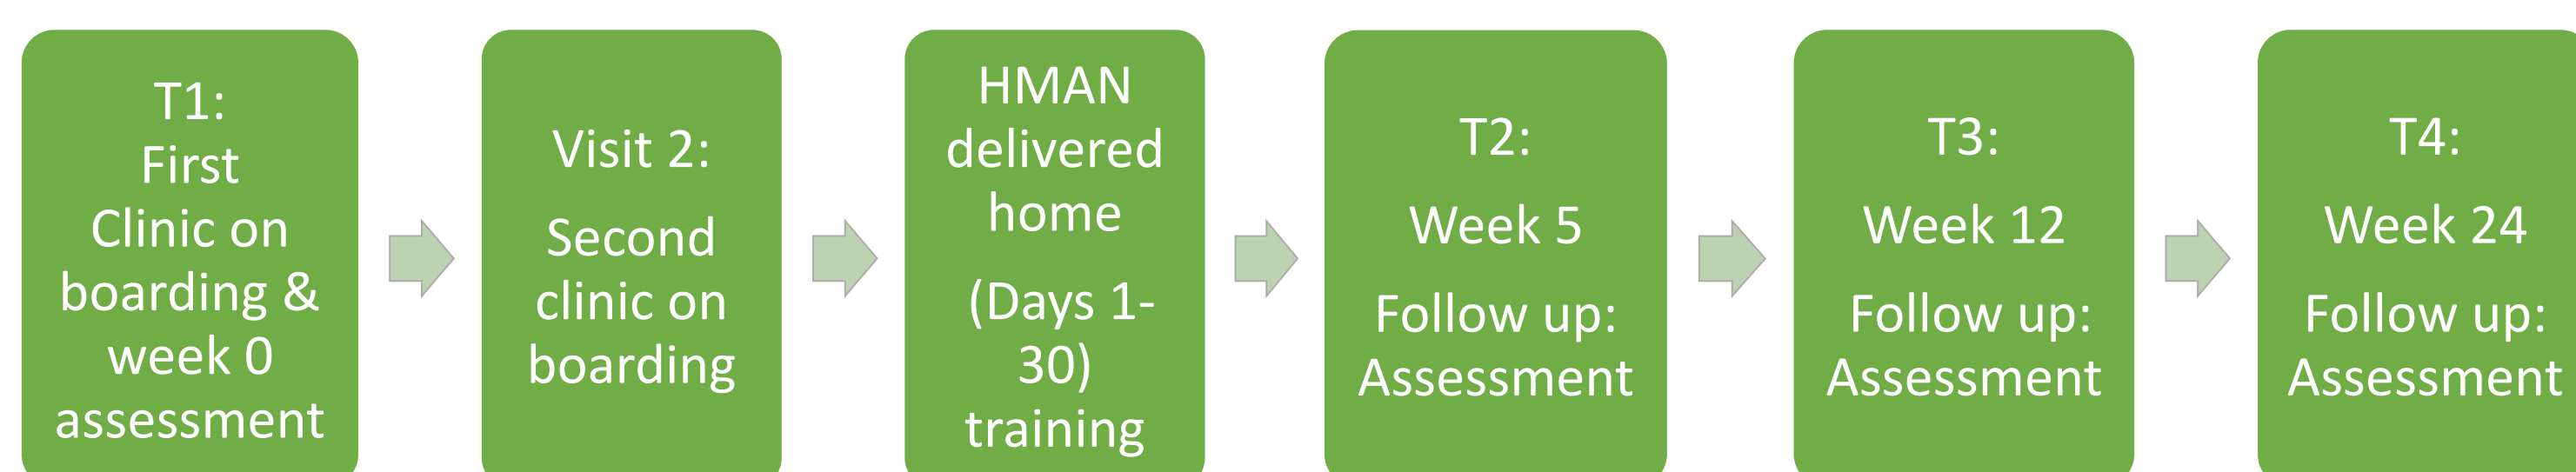 T1:
First
Clinic on
boarding &
week 0
assessment
Visit 2:
Second
clinic on
boarding
HMAN
delivered
home
(Days 1-
30)
training
T2:
Week 5
Follow up:
Assessment
T3:
Week 12
Follow up:
Assessment
T4:
Week 24
Follow up:
Assessment